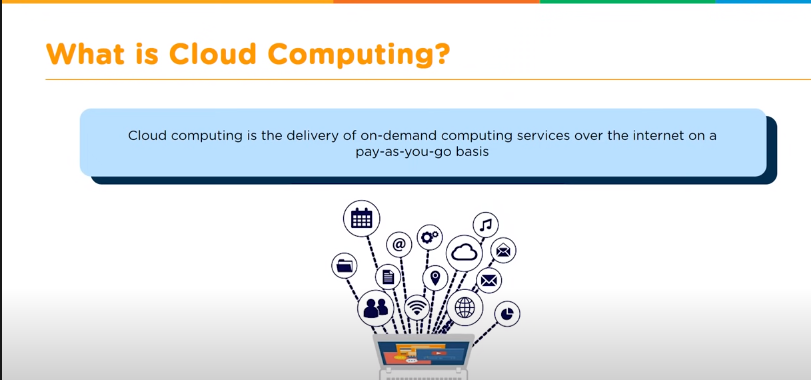 What is Cloud Computing?
Cloud computing is the delivery of on-demand computing services over the internet on a
pay-as-you-go basis
@